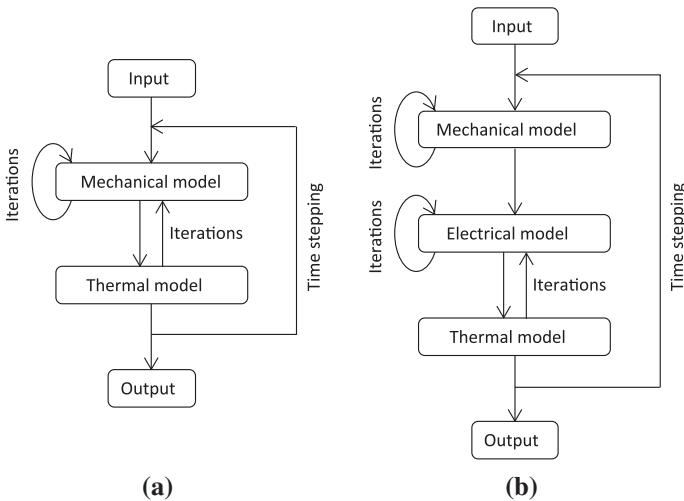 Input
Iterations
Mechanical model
Iterations
Time stepping
Thermal model
Output
(a)
Input
Iterations
Mechanical model
Iterations
Electrical model
Iterations
Time stepping
Thermal model
Output
(b)